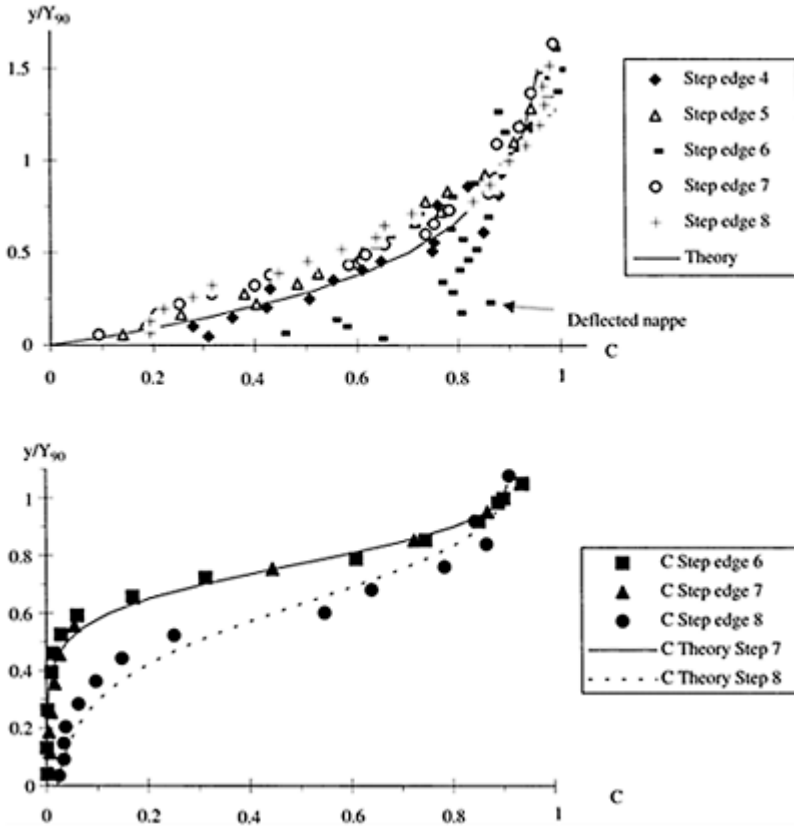 y/Y90
1.5
1
0.5
0
0
0.2
0.4
0.6
0.8
1
C
Deflected nappe
Step edge 4
Step edge 5
Step edge 6
Step edge 7
Step edge 8
Theory
y/Y90
1
0.8
0.6
0.4
0.2
0
0
0.2
0.4
0.6
0.8
1
C
C Step edge 6
C Step edge 7
C Step edge 8
C Theory Step 7
C Theory Step 8